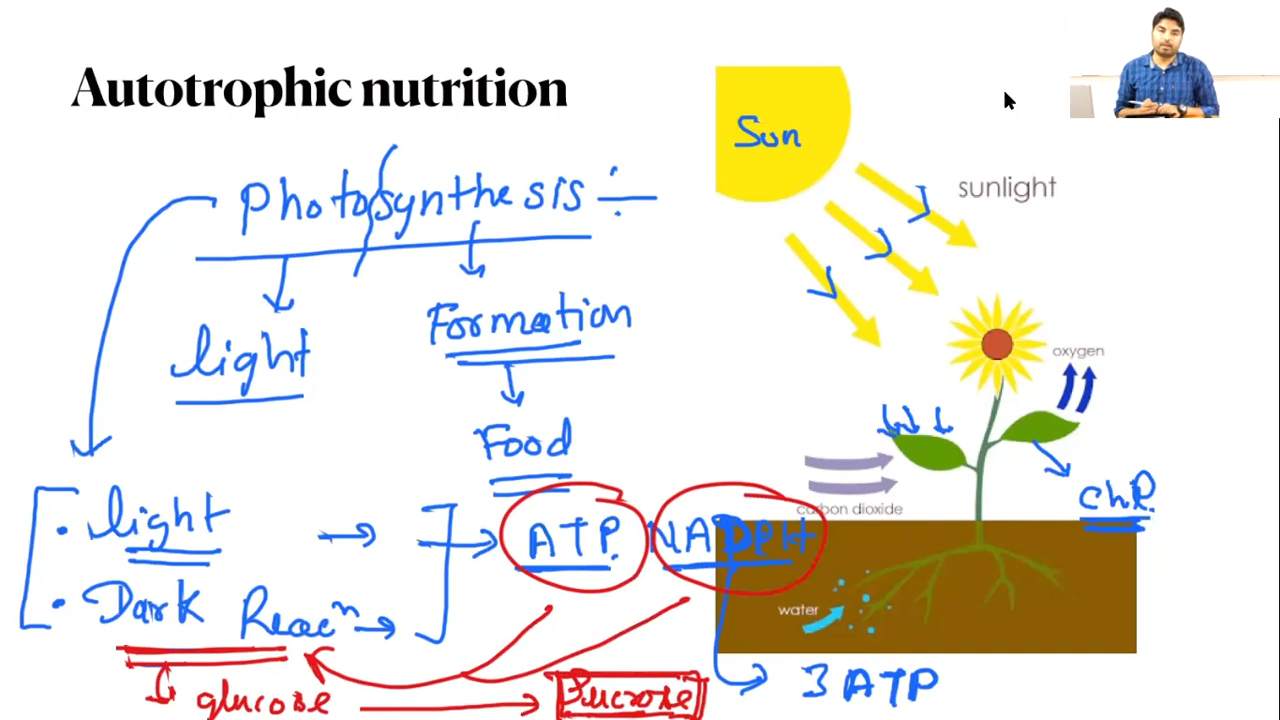 Autotrophic nutrition
Sun
sunlight
Photosynthesis
light
Formation
Food
oxygen
carbon dioxide
Chl.
water
. light
. Dark Reacⁿ
ATP. NADPH
3 ATP
glucose
Sucrose